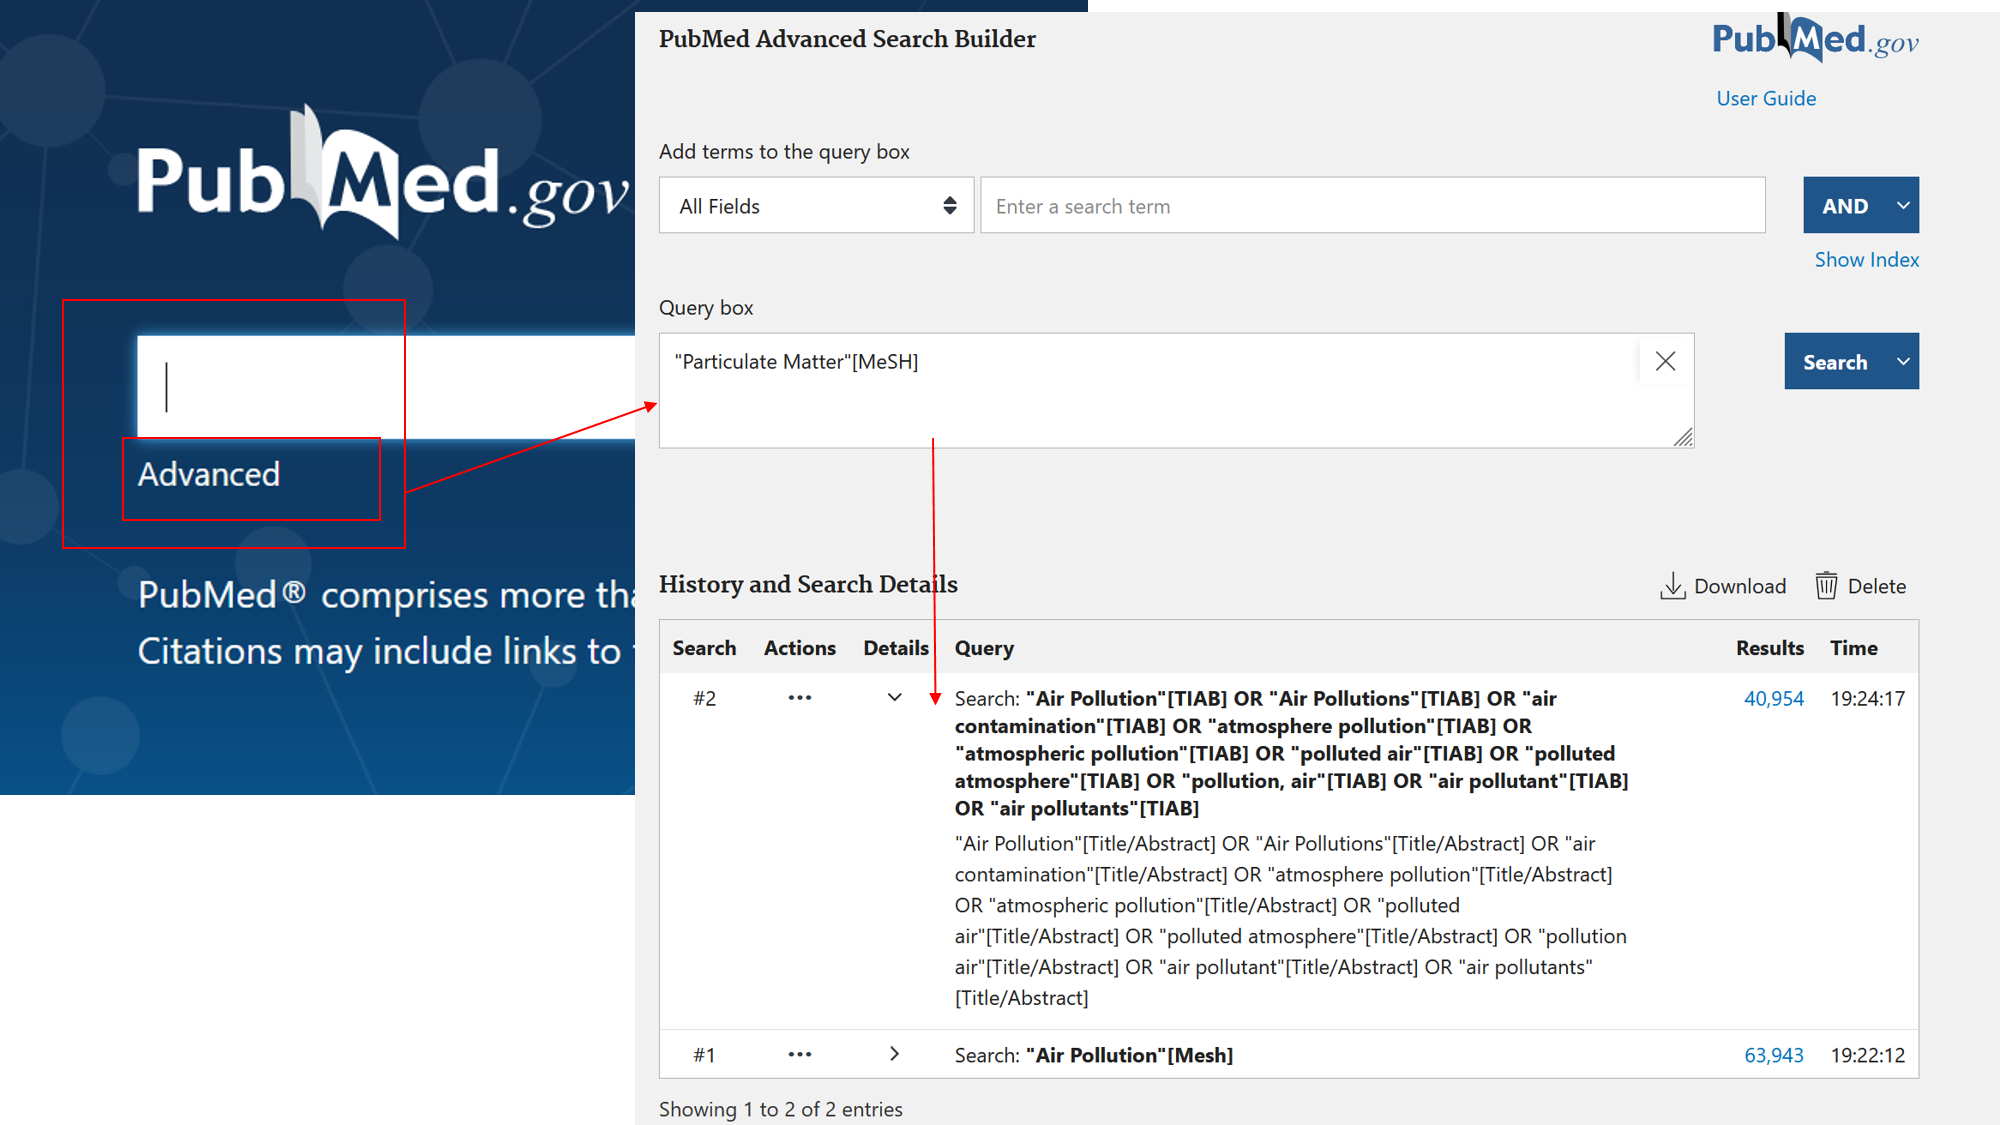 PubMed.gov
Advanced
PubMed® comprises more tha
Citations may include links to
PubMed Advanced Search Builder
PubMed.gov
User Guide
Add terms to the query box
All Fields
Enter a search term
AND
Show Index
Query box
"Particulate Matter"[MeSH]
Search
History and Search Details
Download
Delete
Search Actions Details Query Results Time
#2 ••• Search: "Air Pollution"[TIAB] OR "Air Pollutions"[TIAB] OR "air 40,954 19:24:17
contamination"[TIAB] OR "atmosphere pollution"[TIAB] OR
"atmospheric pollution"[TIAB] OR "polluted air"[TIAB] OR "polluted
atmosphere"[TIAB] OR "pollution, air"[TIAB] OR "air pollutant"[TIAB]
OR "air pollutants"[TIAB]
"Air Pollution"[Title/Abstract] OR "Air Pollutions"[Title/Abstract] OR "air
contamination"[Title/Abstract] OR "atmosphere pollution"[Title/Abstract]
OR "atmospheric pollution"[Title/Abstract] OR "polluted
air"[Title/Abstract] OR "polluted atmosphere"[Title/Abstract] OR "pollution
air"[Title/Abstract] OR "air pollutant"[Title/Abstract] OR "air pollutants"
[Title/Abstract]
#1 ••• Search: "Air Pollution"[Mesh] 63,943 19:22:12
Showing 1 to 2 of 2 entries